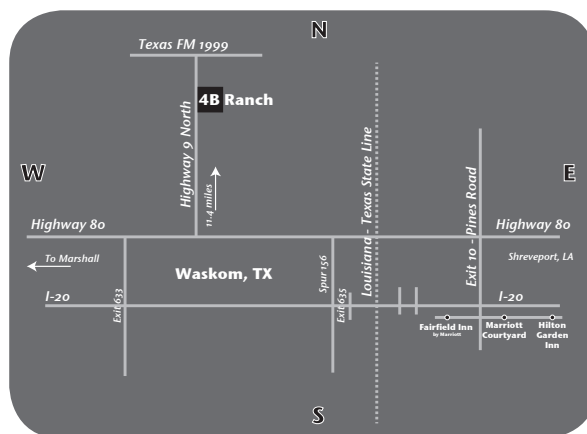 N
Texas FM 1999
4B Ranch
Highway 9 North
11.4 miles
Louisiana - Texas State Line
W
E
Exit 10 - Pines Road
Highway 80
Highway 80
To Marshall
Waskom, TX
Spur 156
Shreveport, LA
I-20
Exit 633
Exit 635
I-20
Fairfield Inn
by Marriott
Marriott
Courtyard
Hilton
Garden
Inn
S